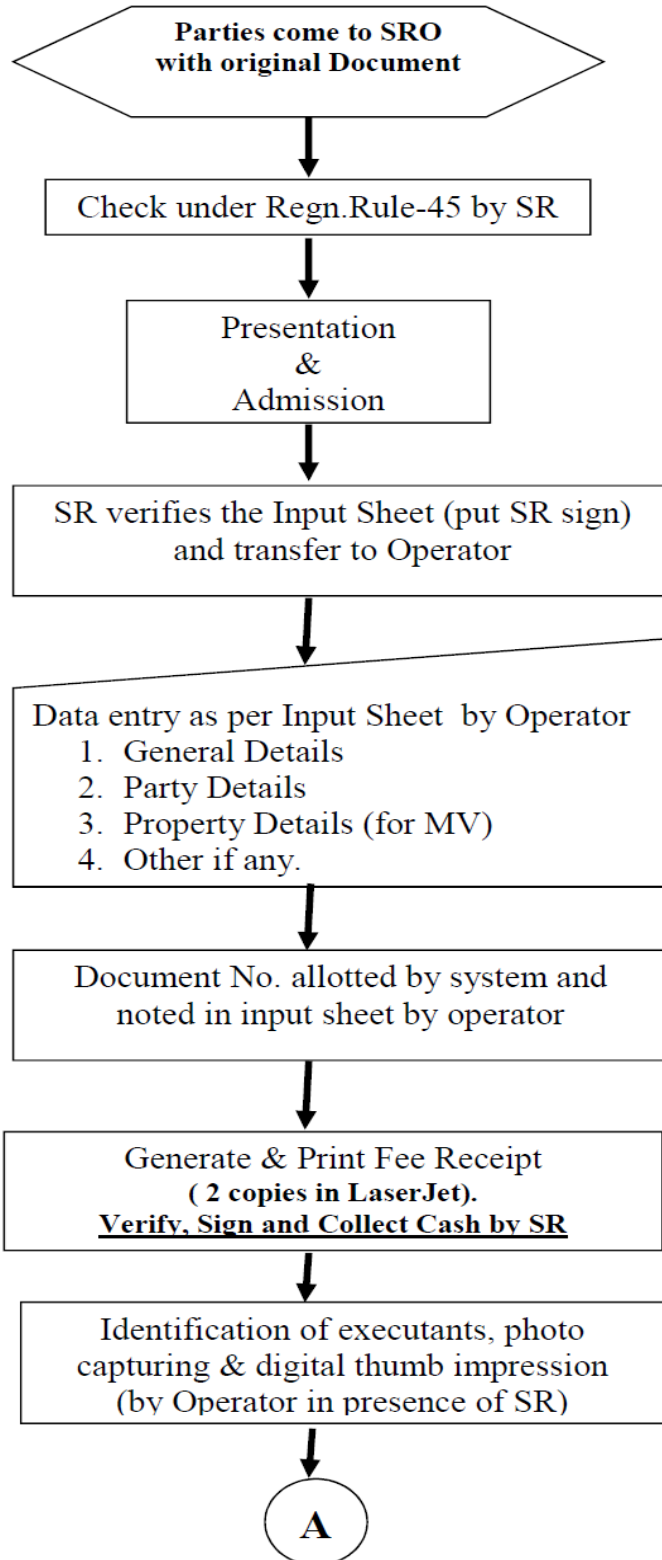 Parties come to SRO
with original Document
Check under Regn.Rule-45 by SR
Presentation
&
Admission
SR verifies the Input Sheet (put SR sign)
and transfer to Operator
Data entry as per Input Sheet by Operator
1. General Details
2. Party Details
3. Property Details (for MV)
4. Other if any.
Document No. allotted by system and
noted in input sheet by operator
Generate & Print Fee Receipt
( 2 copies in LaserJet).
Verify, Sign and Collect Cash by SR
Identification of executants, photo
capturing & digital thumb impression
(by Operator in presence of SR)
A